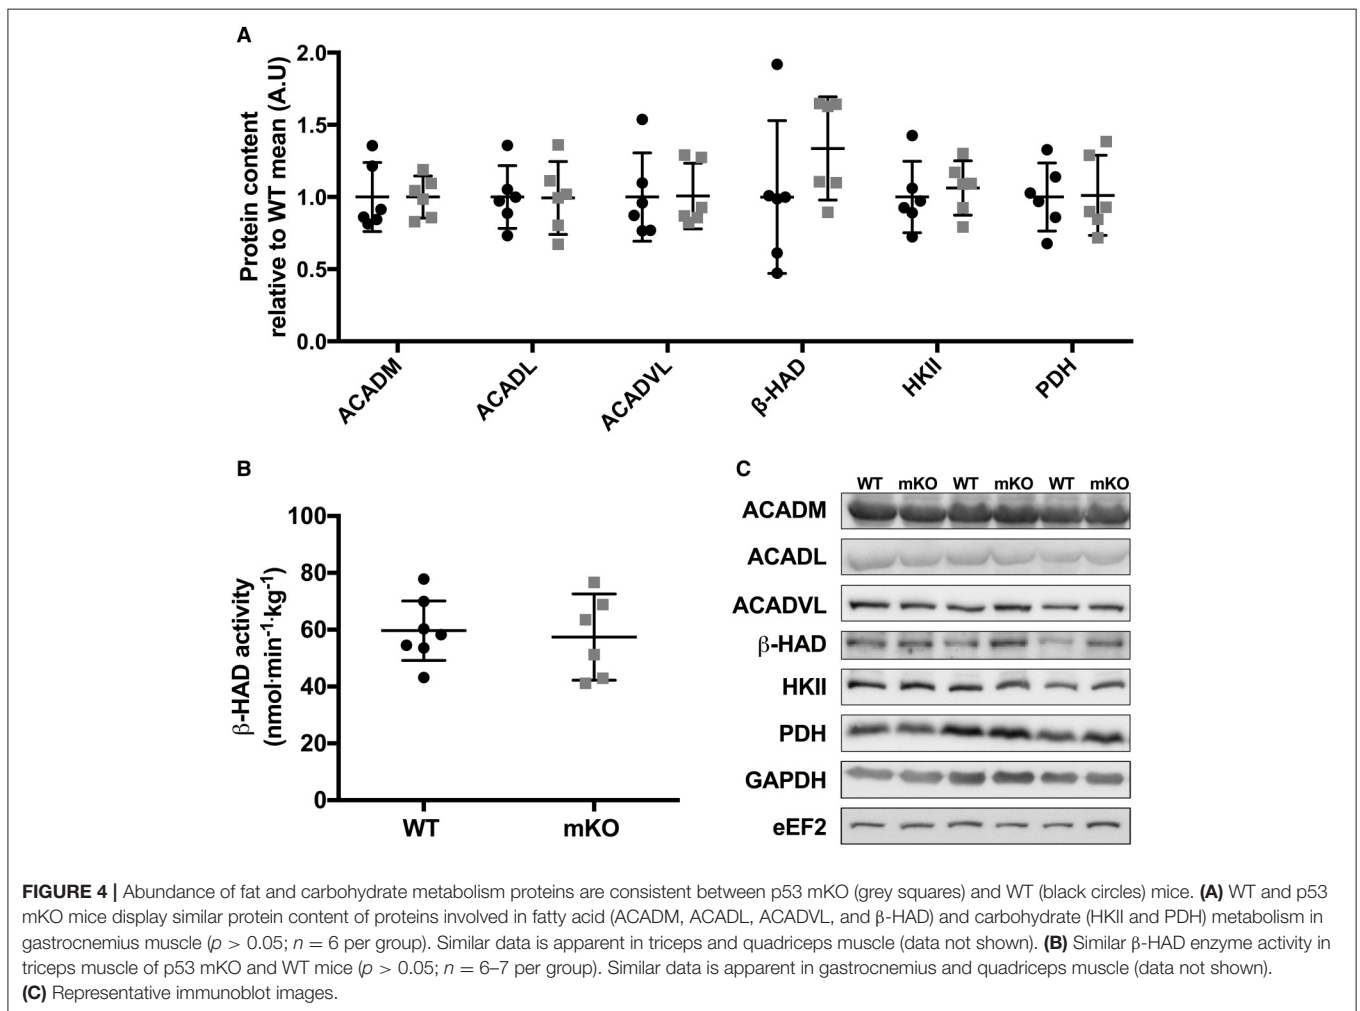 A
Protein content
relative to WT mean (A.U)
2.0
1.5
1.0
0.5
0.0
ACADM
ACADL
ACADVL
β-HAD
HKII
PDH
B
β-HAD activity
(nmol·min⁻¹·kg⁻¹)
100
80
60
40
20
0
WT
mKO
C
WT mKO WT mKO WT mKO
ACADM
ACADL
ACADVL
β-HAD
HKII
PDH
GAPDH
eEF2
FIGURE 4 | Abundance of fat and carbohydrate metabolism proteins are consistent between p53 mKO (grey squares) and WT (black circles) mice. (A) WT and p53
mKO mice display similar protein content of proteins involved in fatty acid (ACADM, ACADL, ACADVL, and β-HAD) and carbohydrate (HKII and PDH) metabolism in
gastrocnemius muscle (p > 0.05; n = 6 per group). Similar data is apparent in triceps and quadriceps muscle (data not shown). (B) Similar β-HAD enzyme activity in
triceps muscle of p53 mKO and WT mice (p > 0.05; n = 6–7 per group). Similar data is apparent in gastrocnemius and quadriceps muscle (data not shown).
(C) Representative immunoblot images.